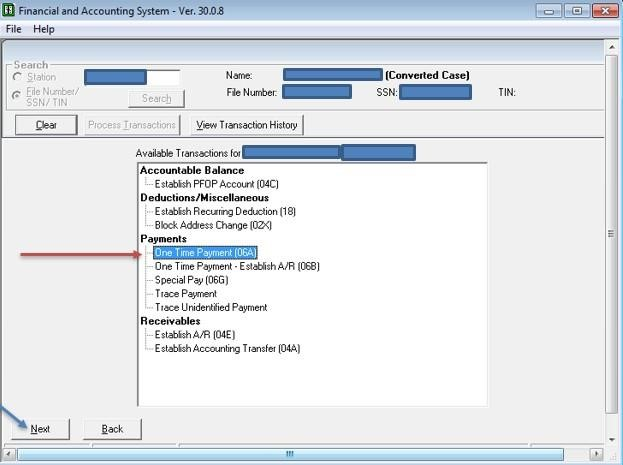 Financial and Accounting System - Ver. 30.0.8
File Help
Search
Station
File Number/
SSN/ TIN
Search
Name: (Converted Case)
File Number: SSN: TIN:
Clear Process Transactions View Transaction History
Available Transactions for
Accountable Balance
Establish PFOP Account (04C)
Deductions/Miscellaneous
Establish Recurring Deduction (18)
Block Address Change (02X)
Payments
One Time Payment (06A)
One Time Payment - Establish A/R (06B)
Special Pay (06G)
Trace Payment
Trace Unidentified Payment
Receivables
Establish A/R (04E)
Establish Accounting Transfer (04A)
Next Back